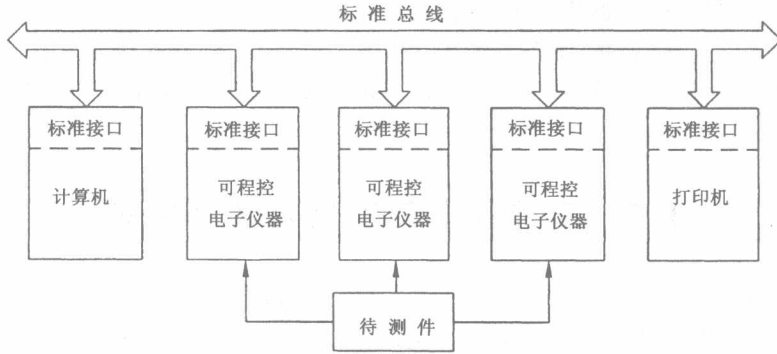 标准总线
标准接口
计算机
标准接口
可程控
电子仪器
标准接口
可程控
电子仪器
标准接口
可程控
电子仪器
标准接口
打印机
待测件